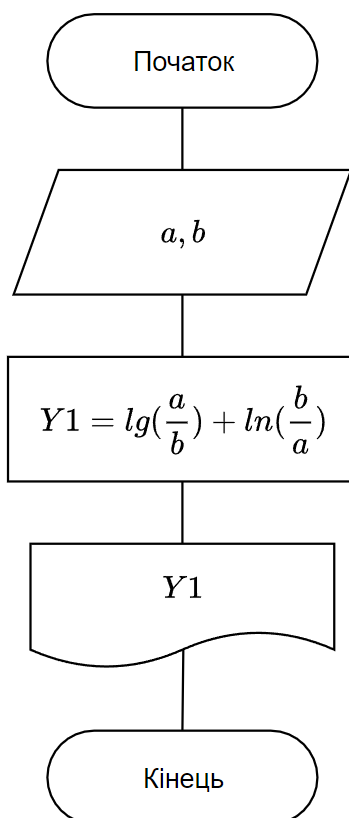 Початок
a, b
Y1 = lg(a/b) + ln(b/a)
Y1
Кінець